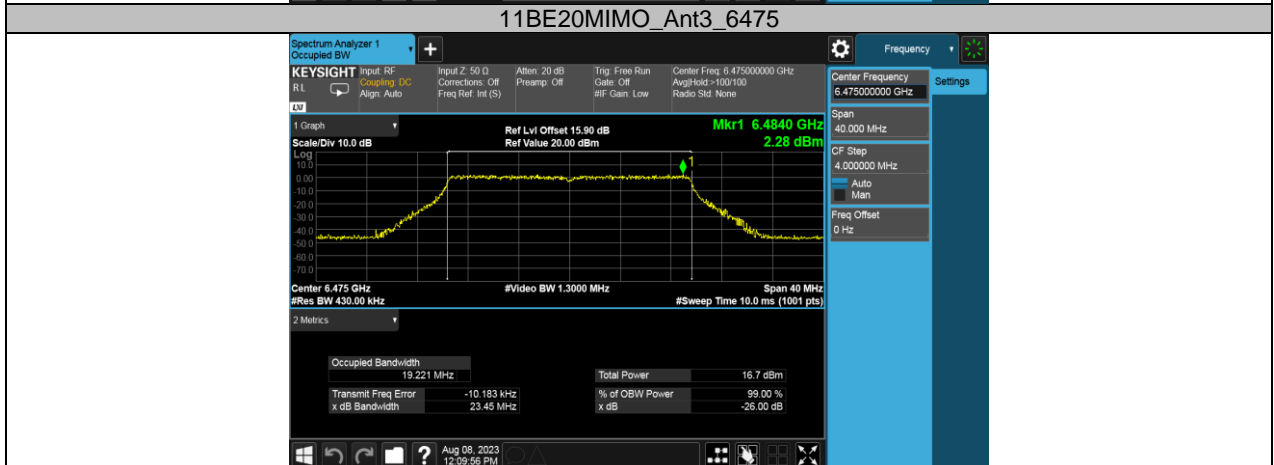 11BE20MIMO_Ant3_6475
Spectrum Analyzer 1
Occupied BW
Frequency
KEYSIGHT
R L
LXI
Input: RF
Coupling: DC
Align: Auto
Input Z: 50 Ω
Corrections: Off
Freq Ref: Int (S)
Atten: 20 dB
Preamp: Off
Trig: Free Run
Gate: Off
#IF Gain: Low
Center Freq: 6.475000000 GHz
Avg|Hold:>100/100
Radio Std: None
Center Frequency
6.475000000 GHz
Settings
Span
40.000 MHz
CF Step
4.000000 MHz
Auto
Man
Freq Offset
0 Hz
1 Graph
Scale/Div 10.0 dB
Ref Lvl Offset 15.90 dB
Ref Value 20.00 dBm
Mkr1 6.4840 GHz
2.28 dBm
Log
10.0
0.00
-10.0
-20.0
-30.0
-40.0
-50.0
-60.0
-70.0
1
Center 6.475 GHz
#Video BW 1.3000 MHz
Span 40 MHz
#Res BW 430.00 kHz
#Sweep Time 10.0 ms (1001 pts)
2 Metrics
Occupied Bandwidth
19.221 MHz
Total Power 16.7 dBm
Transmit Freq Error -10.183 kHz
% of OBW Power 99.00 %
x dB Bandwidth 23.45 MHz
x dB -26.00 dB
?
Aug 08, 2023
12:09:56 PM